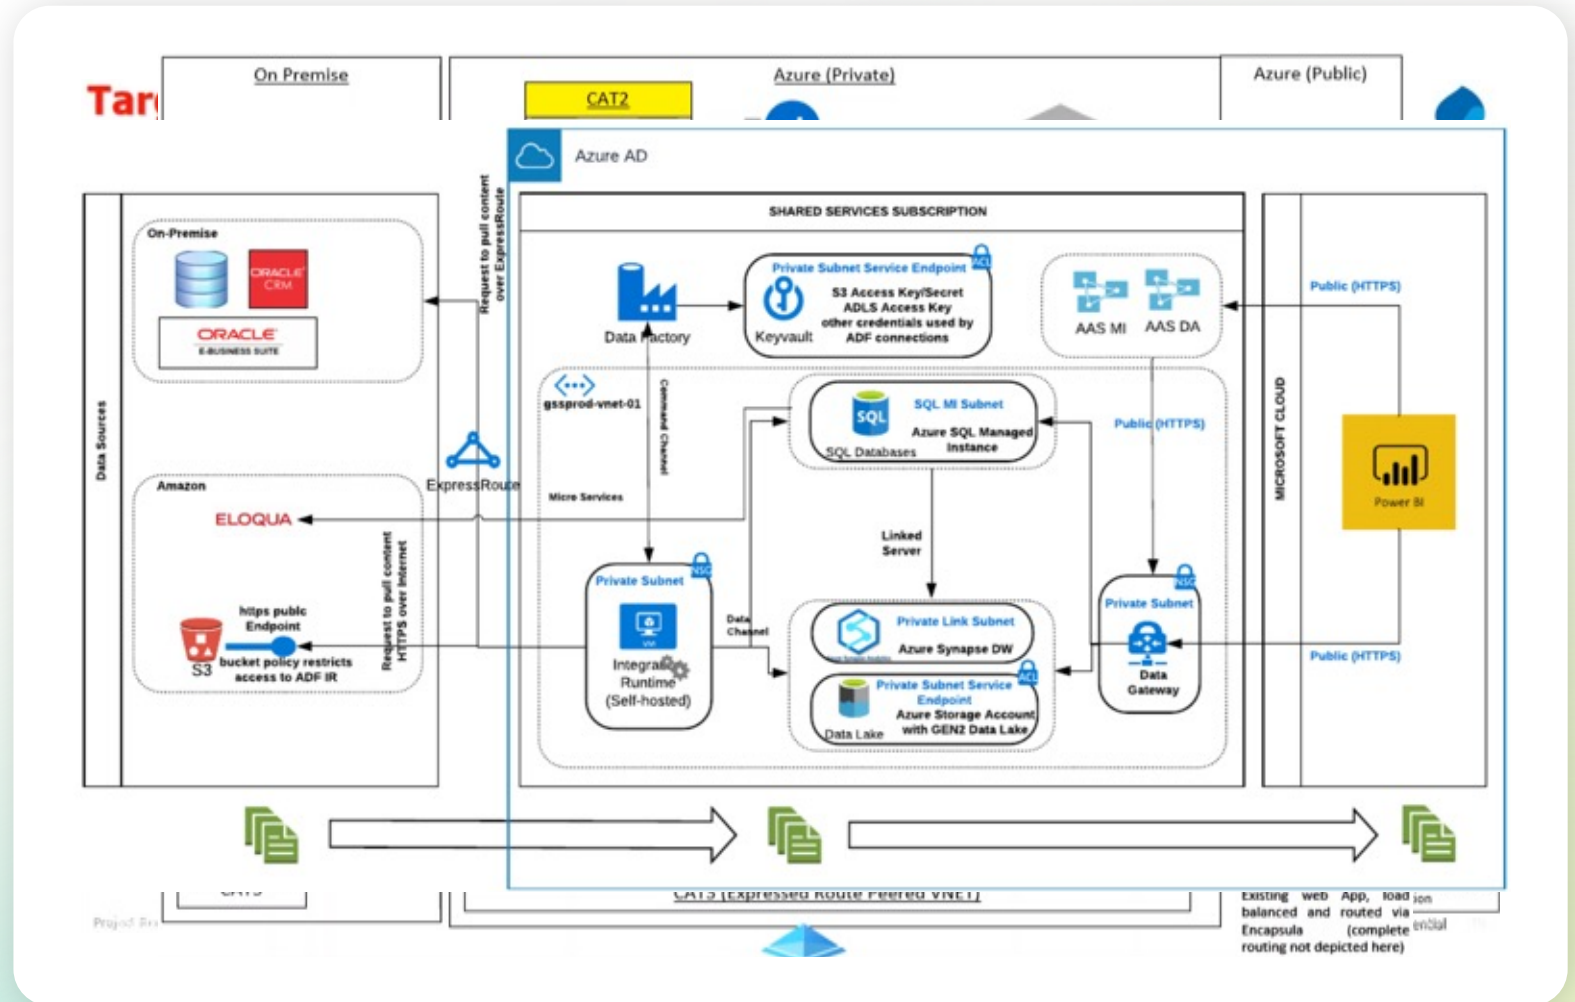 On Premise
Azure (Private)
Azure (Public)
CAT2
Azure AD
Request to pull content
over ExpressRoute
SHARED SERVICES SUBSCRIPTION
Data Sources
On-Premise
ORACLE
CRM
ORACLE
E-BUSINESS SUITE
Data Factory
Private Subnet Service Endpoint
ACL
S3 Access Key/Secret
ADLS Access Key
other credentials used by
ADF connections
Keyvault
AAS MI
AAS DA
Public (HTTPS)
gssprod-vnet-01
Command Channel
SQL
SQL MI Subnet
Azure SQL Managed
Instance
SQL Databases
Public (HTTPS)
MICROSOFT CLOUD
Power BI
ExpressRoute
Amazon
ELOQUA
Micro Services
Linked
Server
Request to pull content
HTTPS over Internet
https publc
Endpoint
S3
bucket policy restricts
access to ADF IR
Private Subnet
NSG
VM
Runtime
(Self-hosted)
Data
Channel
Private Link Subnet
Azure Synapse DW
Private Subnet Service
Endpoint
ACL
Azure Storage Account
with GEN2 Data Lake
Data Lake
NSG
Private Subnet
Data
Gateway
Public (HTTPS)
CAT3 (Expressed Route Peered VNET)
Existing web App, load
balanced and routed via
Encapsula (complete
routing not depicted here)